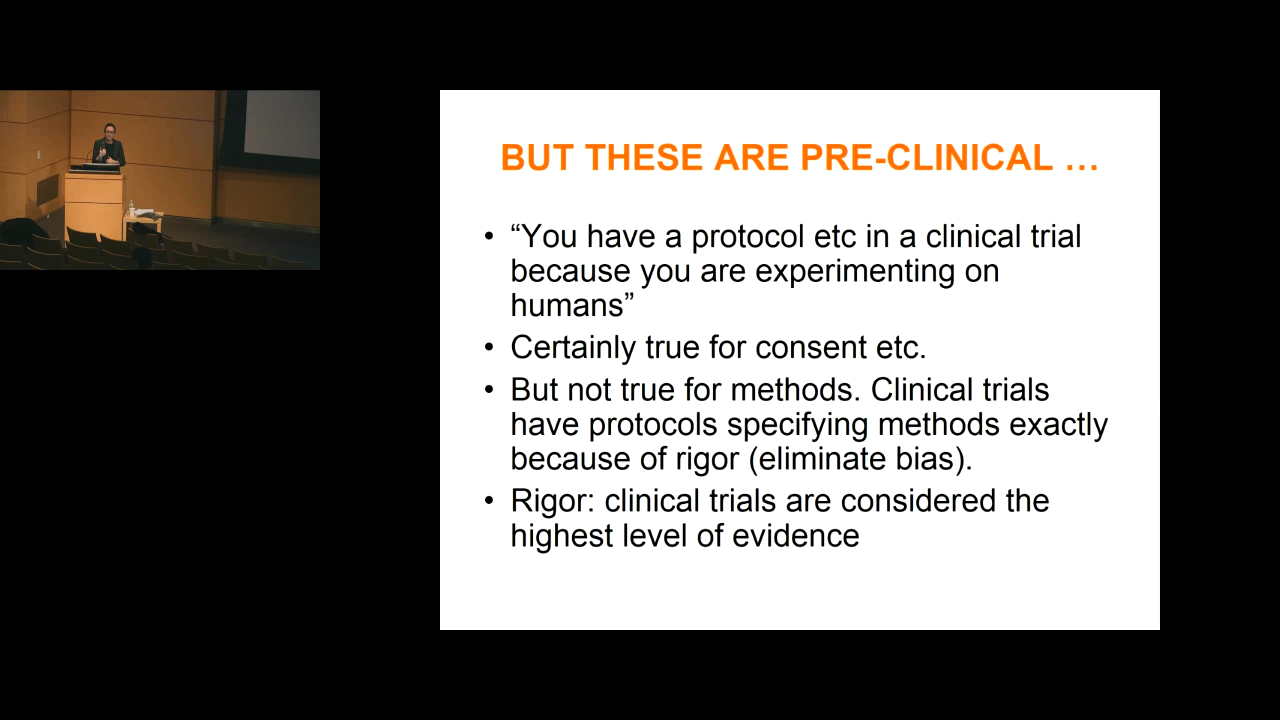 BUT THESE ARE PRE-CLINICAL …
• “You have a protocol etc in a clinical trial
because you are experimenting on
humans”
• Certainly true for consent etc.
• But not true for methods. Clinical trials
have protocols specifying methods exactly
because of rigor (eliminate bias).
• Rigor: clinical trials are considered the
highest level of evidence